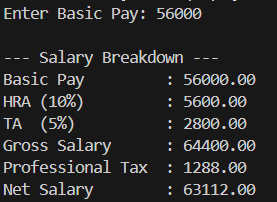 Enter Basic Pay: 56000

--- Salary Breakdown ---
Basic Pay        : 56000.00
HRA (10%)        : 5600.00
TA  (5%)         : 2800.00
Gross Salary     : 64400.00
Professional Tax : 1288.00
Net Salary       : 63112.00